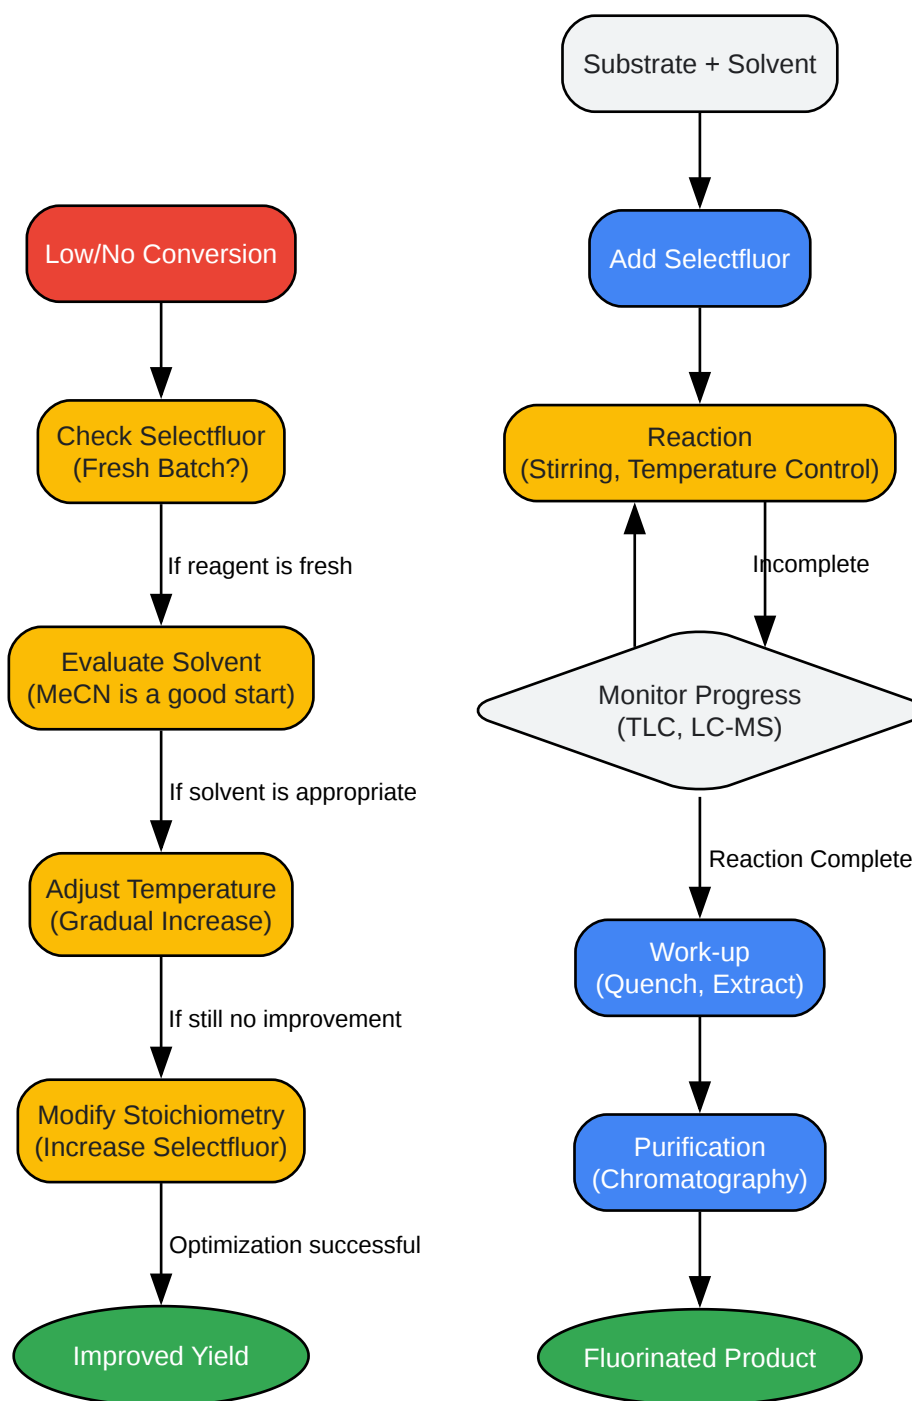 Low/No Conversion
Check Selectfluor
(Fresh Batch?)
If reagent is fresh
Evaluate Solvent
(MeCN is a good start)
If solvent is appropriate
Adjust Temperature
(Gradual Increase)
If still no improvement
Modify Stoichiometry
(Increase Selectfluor)
Optimization successful
Improved Yield
Substrate + Solvent
Add Selectfluor
Reaction
(Stirring, Temperature Control)
Incomplete
Monitor Progress
(TLC, LC-MS)
Reaction Complete
Work-up
(Quench, Extract)
Purification
(Chromatography)
Fluorinated Product